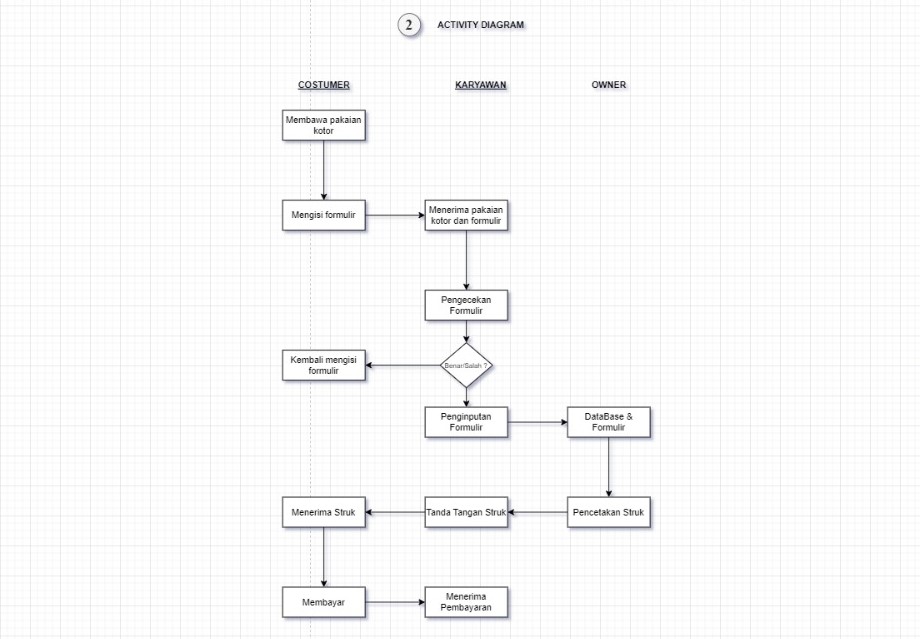 2
ACTIVITY DIAGRAM
COSTUMER
KARYAWAN
OWNER
Membawa pakaian
kotor
Mengisi formulir
Menerima pakaian
kotor dan formulir
Pengecekan
Formulir
Kembali mengisi
formulir
Benar/Salah ?
Penginputan
Formulir
DataBase &
Formulir
Menerima Struk
Tanda Tangan Struk
Pencetakan Struk
Membayar
Menerima
Pembayaran